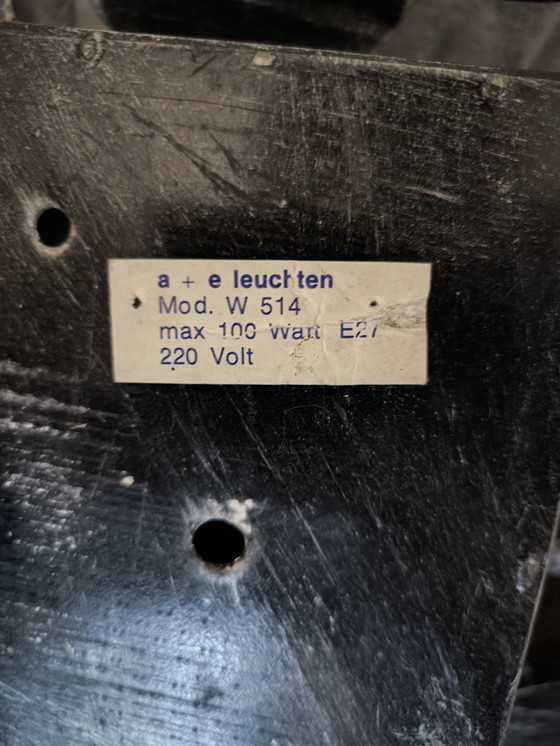 a + e leuchten
Mod. W 514
max 100 Watt E27
220 Volt